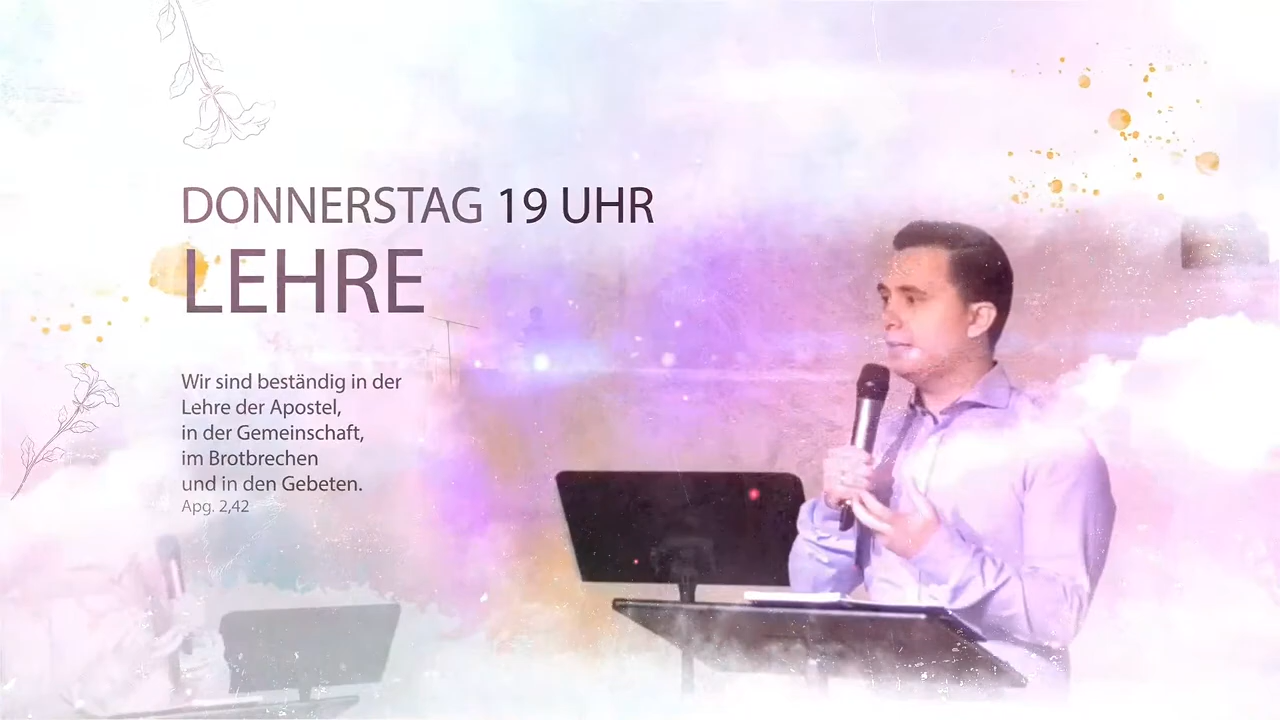 DONNERSTAG 19 UHR
LEHRE
Wir sind beständig in der
Lehre der Apostel,
in der Gemeinschaft,
im Brotbrechen
und in den Gebeten.
Apg. 2,42